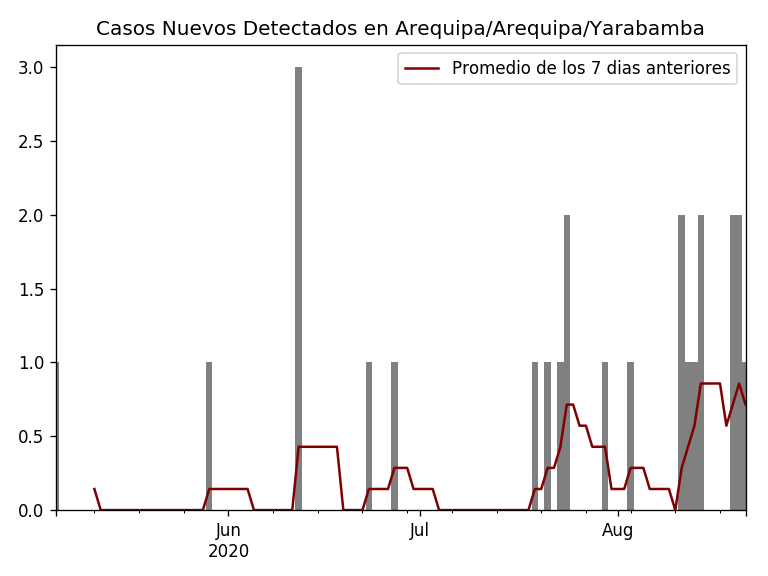 Casos Nuevos Detectados en Arequipa/Arequipa/Yarabamba
Promedio de los 7 dias anteriores
3.0
2.5
2.0
1.5
1.0
0.5
0.0
Jun
2020
Jul
Aug